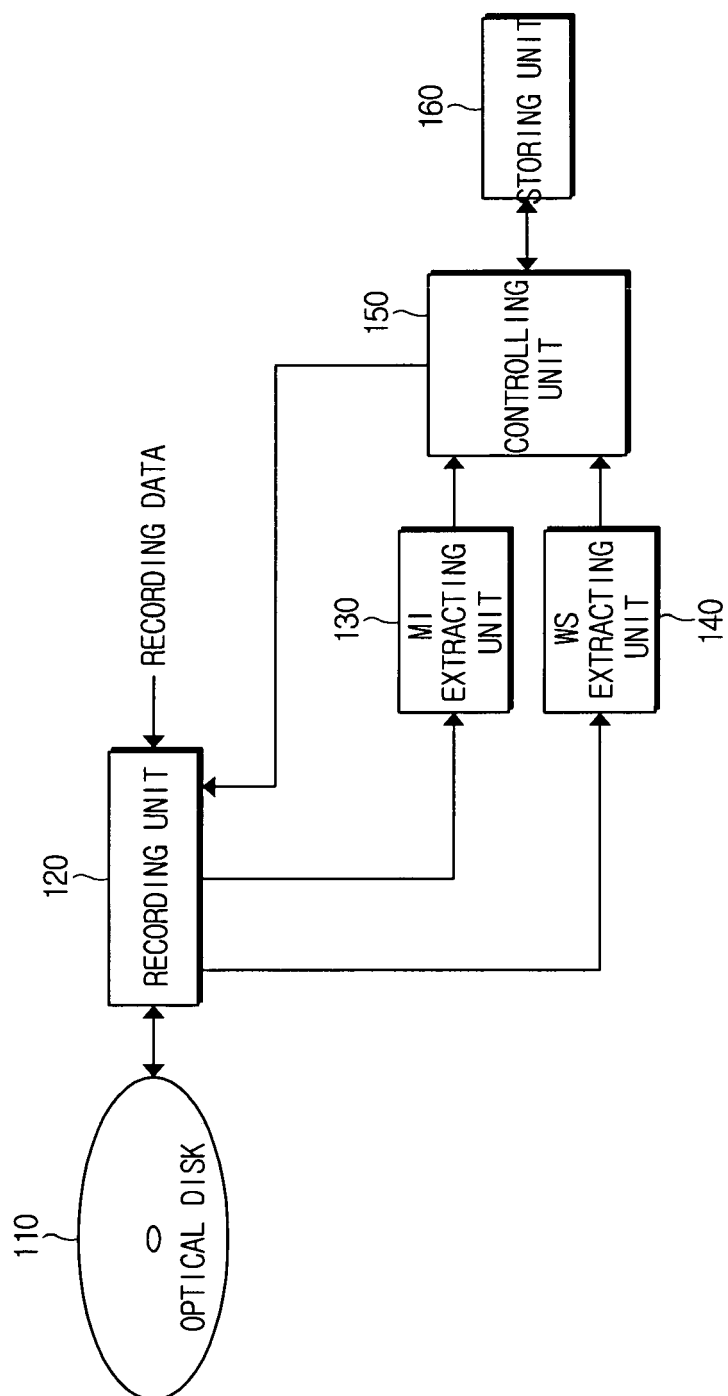 110
OPTICAL DISK
120
RECORDING UNIT
RECORDING DATA
130
MI
EXTRACTING
UNIT
WS
EXTRACTING
UNIT
140
150
CONTROLLING
UNIT
160
STORING UNIT